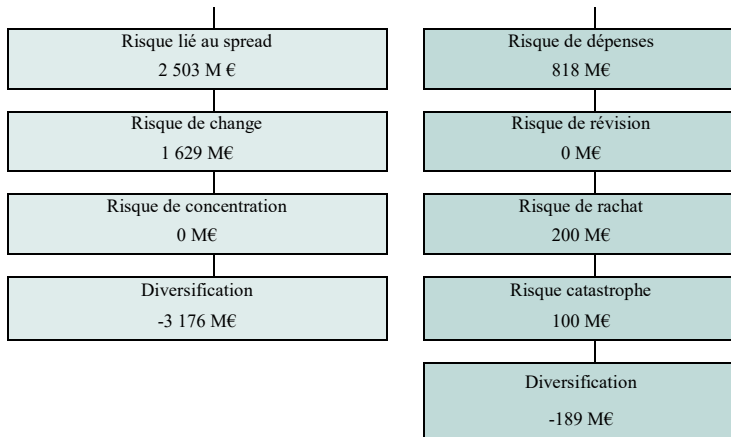 Risque lié au spread
2 503 M €
Risque de change
1 629 M€
Risque de concentration
0 M€
Diversification
-3 176 M€
Risque de dépenses
818 M€
Risque de révision
0 M€
Risque de rachat
200 M€
Risque catastrophe
100 M€
Diversification
-189 M€